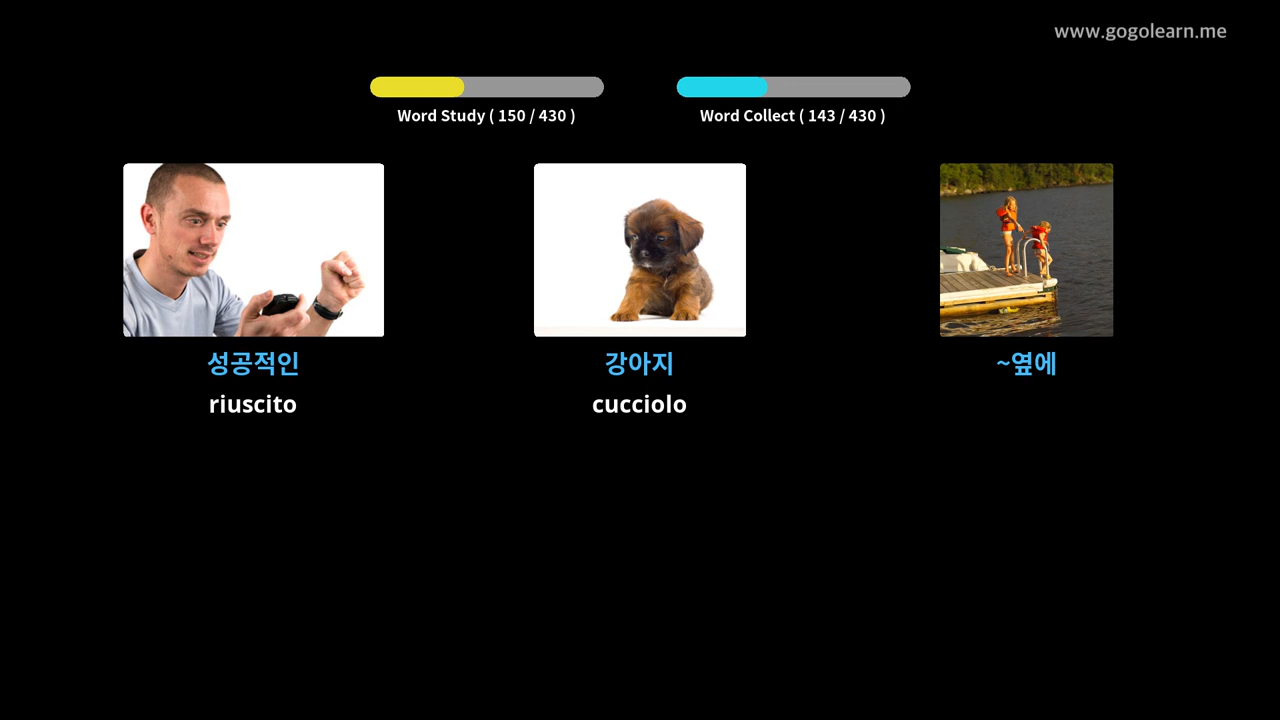 www.gogolearn.me
Word Study ( 150 / 430 )
Word Collect ( 143 / 430 )
성공적인
강아지
~옆에
riuscito
cucciolo